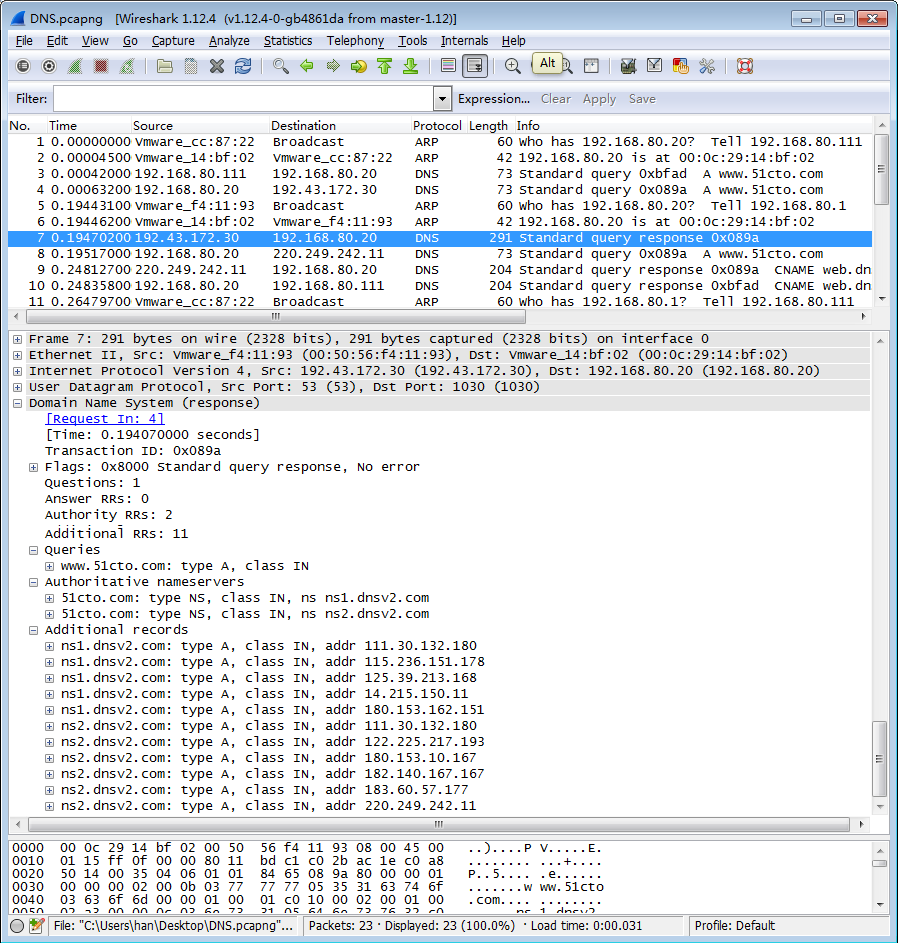 DNS.pcapng   [Wireshark 1.12.4  (v1.12.4-0-gb4861da from master-1.12)]
File Edit View Go Capture Analyze Statistics Telephony Tools Internals Help
Alt
Filter: Expression... Clear Apply Save
No. Time Source Destination Protocol Length Info
1 0.00000000 Vmware_cc:87:22 Broadcast ARP 60 Who has 192.168.80.20?  Tell 192.168.80.111
2 0.00004500 Vmware_14:bf:02 Vmware_cc:87:22 ARP 42 192.168.80.20 is at 00:0c:29:14:bf:02
3 0.00042000 192.168.80.111 192.168.80.20 DNS 73 Standard query 0xbfad  A www.51cto.com
4 0.00063200 192.168.80.20 192.43.172.30 DNS 73 Standard query 0x089a  A www.51cto.com
5 0.19443100 Vmware_f4:11:93 Broadcast ARP 60 Who has 192.168.80.20?  Tell 192.168.80.1
6 0.19446200 Vmware_14:bf:02 Vmware_f4:11:93 ARP 42 192.168.80.20 is at 00:0c:29:14:bf:02
7 0.19470200 192.43.172.30 192.168.80.20 DNS 291 Standard query response 0x089a
8 0.19517000 192.168.80.20 220.249.242.11 DNS 73 Standard query 0x089a  A www.51cto.com
9 0.24812700 220.249.242.11 192.168.80.20 DNS 204 Standard query response 0x089a  CNAME web.dn
10 0.24835800 192.168.80.20 192.168.80.111 DNS 204 Standard query response 0xbfad  CNAME web.dn
11 0.26479700 Vmware_cc:87:22 Broadcast ARP 60 Who has 192.168.80.1?  Tell 192.168.80.111
Frame 7: 291 bytes on wire (2328 bits), 291 bytes captured (2328 bits) on interface 0
Ethernet II, Src: Vmware_f4:11:93 (00:50:56:f4:11:93), Dst: Vmware_14:bf:02 (00:0c:29:14:bf:02)
Internet Protocol Version 4, Src: 192.43.172.30 (192.43.172.30), Dst: 192.168.80.20 (192.168.80.20)
User Datagram Protocol, Src Port: 53 (53), Dst Port: 1030 (1030)
Domain Name System (response)
[Request In: 4]
[Time: 0.194070000 seconds]
Transaction ID: 0x089a
Flags: 0x8000 Standard query response, No error
Questions: 1
Answer RRs: 0
Authority RRs: 2
Additional RRs: 11
Queries
www.51cto.com: type A, class IN
Authoritative nameservers
51cto.com: type NS, class IN, ns ns1.dnsv2.com
51cto.com: type NS, class IN, ns ns2.dnsv2.com
Additional records
ns1.dnsv2.com: type A, class IN, addr 111.30.132.180
ns1.dnsv2.com: type A, class IN, addr 115.236.151.178
ns1.dnsv2.com: type A, class IN, addr 125.39.213.168
ns1.dnsv2.com: type A, class IN, addr 14.215.150.11
ns1.dnsv2.com: type A, class IN, addr 180.153.162.151
ns2.dnsv2.com: type A, class IN, addr 111.30.132.180
ns2.dnsv2.com: type A, class IN, addr 122.225.217.193
ns2.dnsv2.com: type A, class IN, addr 180.153.10.167
ns2.dnsv2.com: type A, class IN, addr 182.140.167.167
ns2.dnsv2.com: type A, class IN, addr 183.60.57.177
ns2.dnsv2.com: type A, class IN, addr 220.249.242.11
0000 00 0c 29 14 bf 02 00 50 56 f4 11 93 08 00 45 00 ..)....P V.....E.
0010 01 15 ff 0f 00 00 80 11 bd c1 c0 2b ac 1e c0 a8 ........ ...+....
0020 50 14 00 35 04 06 01 01 84 65 08 9a 80 00 00 01 P..5.... .e......
0030 00 00 00 02 00 0b 03 77 77 77 05 35 31 63 74 6f .......w ww.51cto
0040 03 63 6f 6d 00 00 01 00 01 c0 10 00 02 00 01 00 .com.... ........
File: "C:\Users\han\Desktop\DNS.pcapng"... Packets: 23 · Displayed: 23 (100.0%) · Load time: 0:00.031 Profile: Default